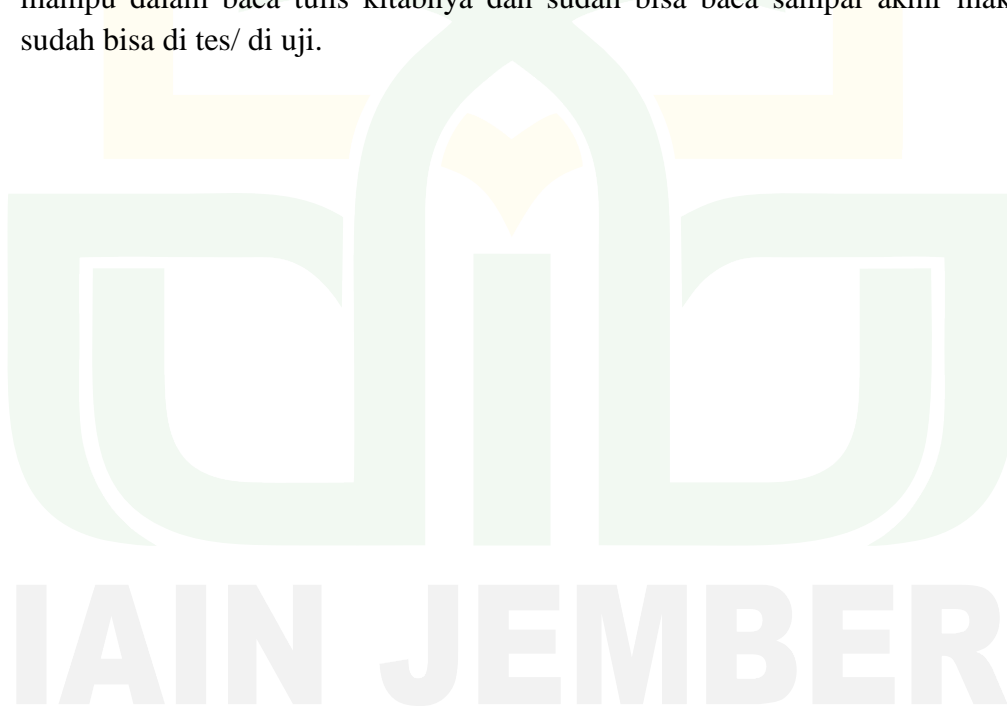 mampu dalam baca tulis kitabnya dan sudah bisa baca sampai akhir
sudah bisa di tes/ di uji.
IAIN JEMBER